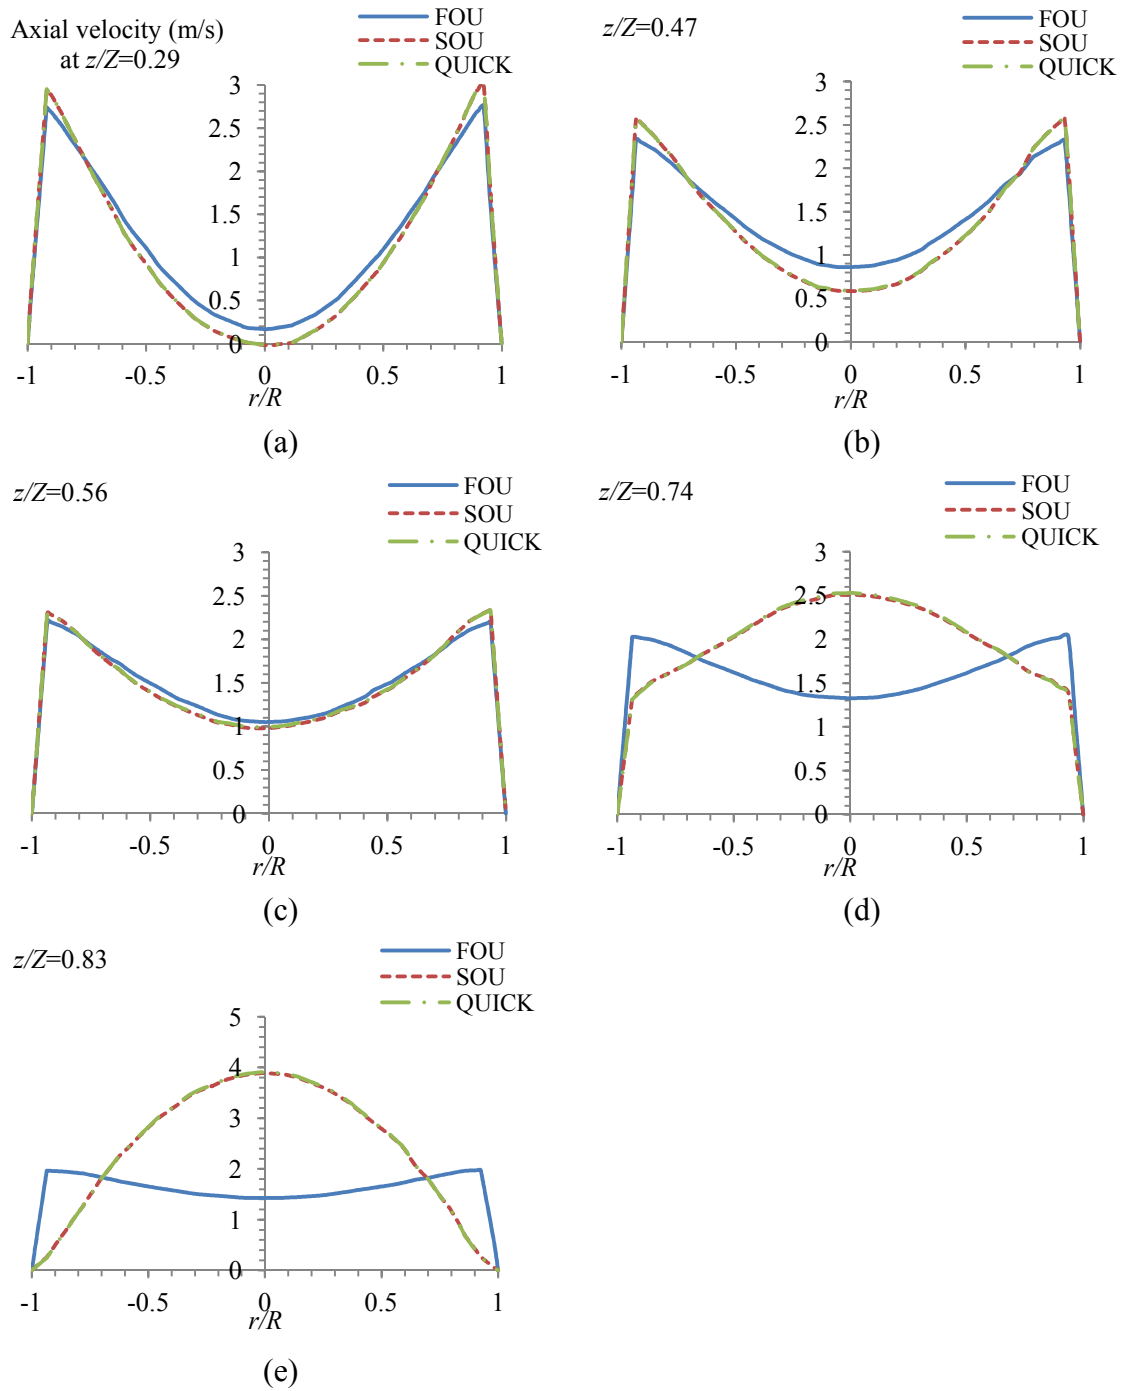 Axial velocity (m/s)
at z/Z=0.29
FOU
SOU
QUICK
3
2.5
2
1.5
1
0.5
0
-1
-0.5
0
0.5
1
r/R
(a)
z/Z=0.47
FOU
SOU
QUICK
3
2.5
2
1.5
1
0.5
0
-1
-0.5
0
0.5
1
r/R
(b)
z/Z=0.56
FOU
SOU
QUICK
3
2.5
2
1.5
1
0.5
0
-1
-0.5
0
0.5
1
r/R
(c)
z/Z=0.74
FOU
SOU
QUICK
3
2.5
2
1.5
1
0.5
0
-1
-0.5
0
0.5
1
r/R
(d)
z/Z=0.83
FOU
SOU
QUICK
5
4
3
2
1
0
-1
-0.5
0
0.5
1
r/R
(e)